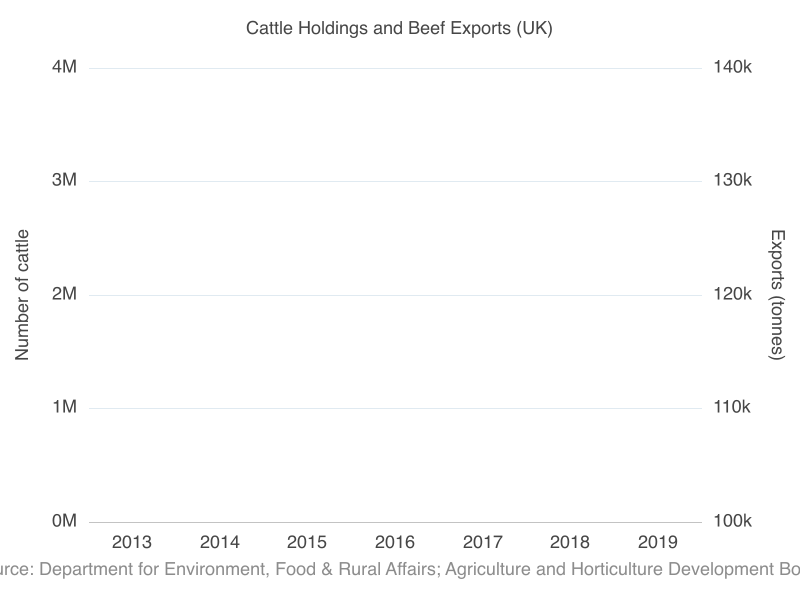 Cattle Holdings and Beef Exports (UK)
4M
140k
3M
130k
Number of cattle
Exports (tonnes)
2M
120k
1M
110k
0M
100k
2013 2014 2015 2016 2017 2018 2019
urce: Department for Environment, Food & Rural Affairs; Agriculture and Horticulture Development Bo